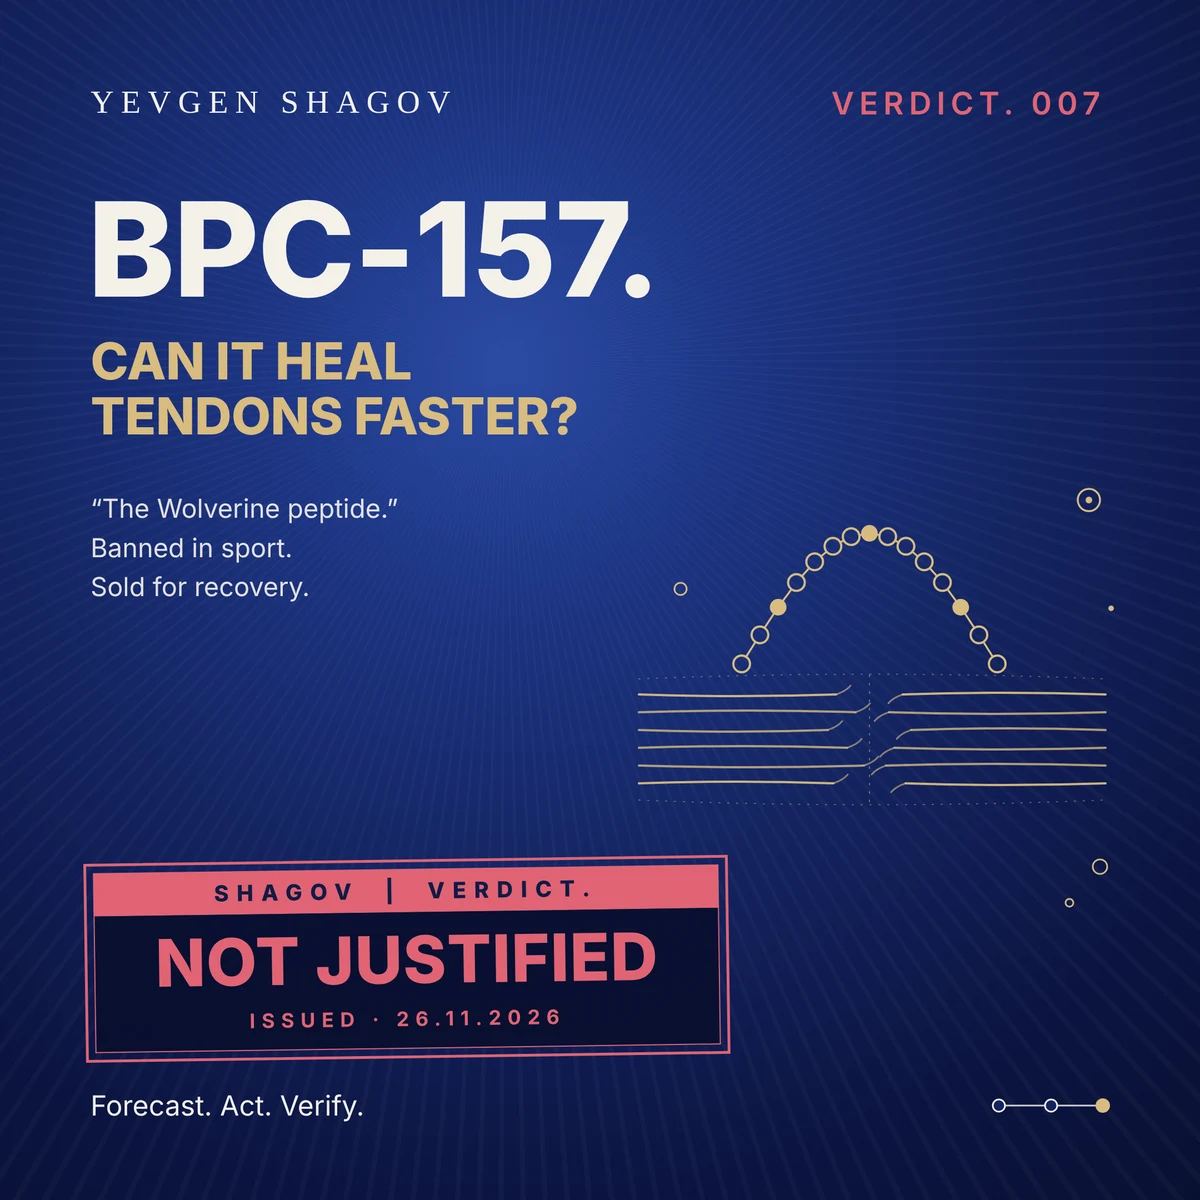 YEVGEN SHAGOV
VERDICT. 007
BPC-157.
CAN IT HEAL
TENDONS FASTER?
“The Wolverine peptide.”
Banned in sport.
Sold for recovery.
SHAGOV | VERDICT.
NOT JUSTIFIED
ISSUED · 26.11.2026
Forecast. Act. Verify.